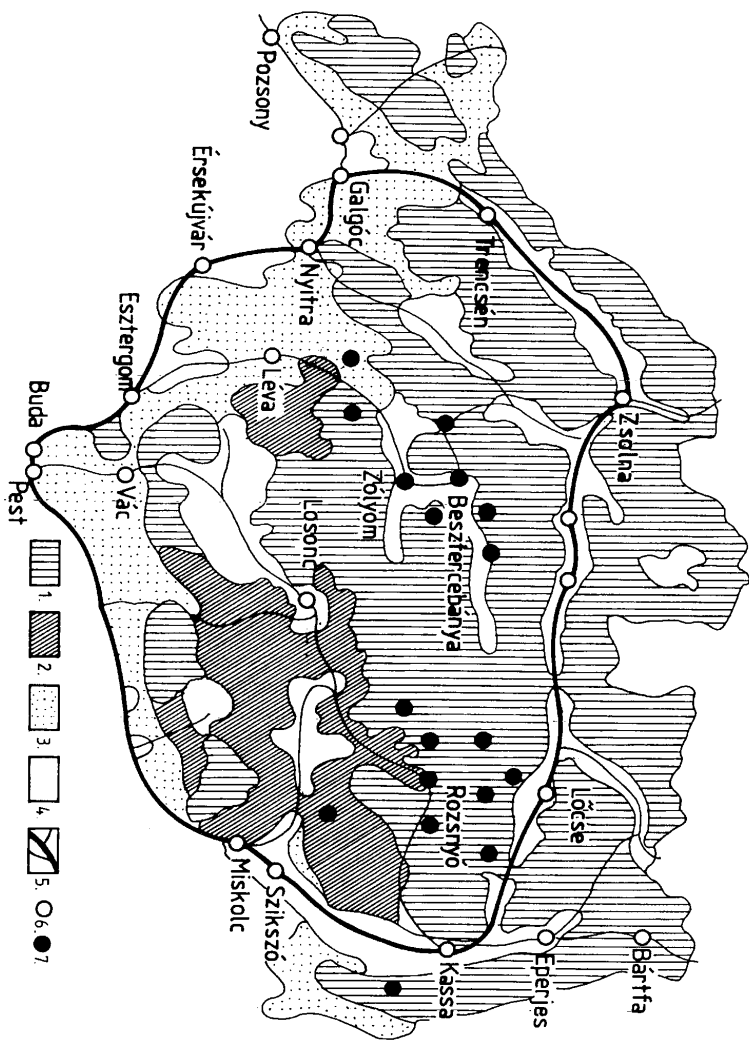 Pozsony
Galgóc
Trencsén
Zsolna
Érsekújvár
Nyitra
Esztergom
Léva
Buda
Pest
Vác
Zólyom
Besztercebánya
Losonc
Rozsnyó
Lőcse
Miskolc
Szikszó
Kassa
Eperjes
Bártfa
1.
2.
3.
4.
5.
6.
7.